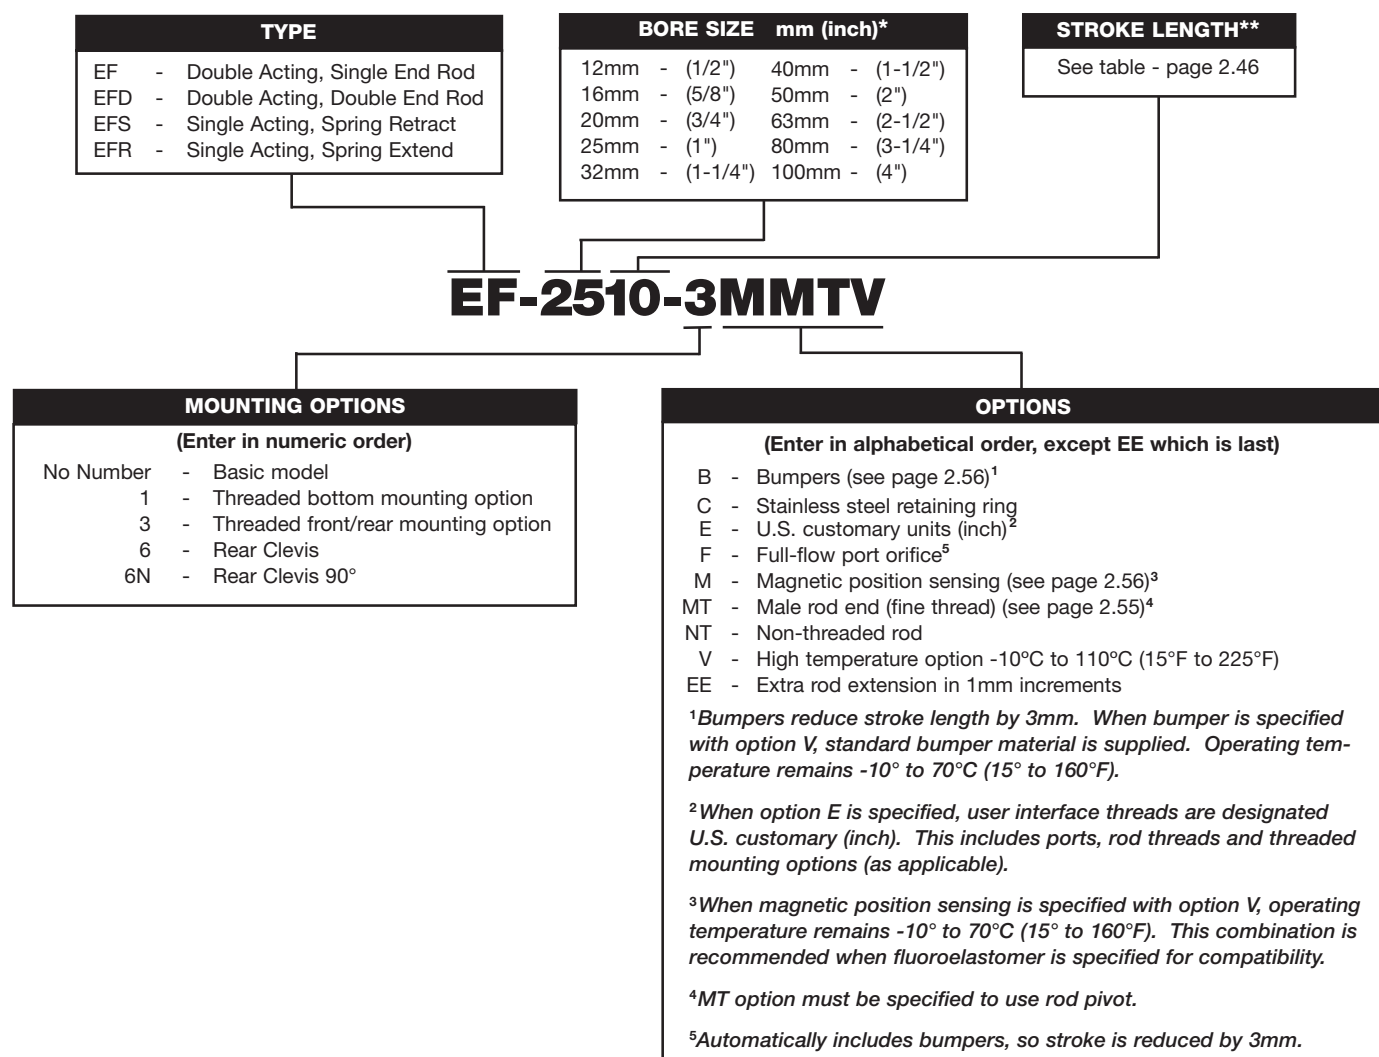 TYPE
EF - Double Acting, Single End Rod
EFD - Double Acting, Double End Rod
EFS - Single Acting, Spring Retract
EFR - Single Acting, Spring Extend
BORE SIZE mm (inch)*
12mm - (1/2") 40mm - (1-1/2")
16mm - (5/8") 50mm - (2")
20mm - (3/4") 63mm - (2-1/2")
25mm - (1") 80mm - (3-1/4")
32mm - (1-1/4") 100mm - (4")
STROKE LENGTH**
See table - page 2.46
EF-2510-3MMTV
MOUNTING OPTIONS
(Enter in numeric order)
No Number - Basic model
1 - Threaded bottom mounting option
3 - Threaded front/rear mounting option
6 - Rear Clevis
6N - Rear Clevis 90°
OPTIONS
(Enter in alphabetical order, except EE which is last)
B - Bumpers (see page 2.56)¹
C - Stainless steel retaining ring
E - U.S. customary units (inch)²
F - Full-flow port orifice⁵
M - Magnetic position sensing (see page 2.56)³
MT - Male rod end (fine thread) (see page 2.55)⁴
NT - Non-threaded rod
V - High temperature option -10ºC to 110ºC (15°F to 225°F)
EE - Extra rod extension in 1mm increments
¹Bumpers reduce stroke length by 3mm. When bumper is specified
with option V, standard bumper material is supplied. Operating tem-
perature remains -10° to 70°C (15° to 160°F).
²When option E is specified, user interface threads are designated
U.S. customary (inch). This includes ports, rod threads and threaded
mounting options (as applicable).
³When magnetic position sensing is specified with option V, operating
temperature remains -10° to 70°C (15° to 160°F). This combination is
recommended when fluoroelastomer is specified for compatibility.
⁴MT option must be specified to use rod pivot.
⁵Automatically includes bumpers, so stroke is reduced by 3mm.